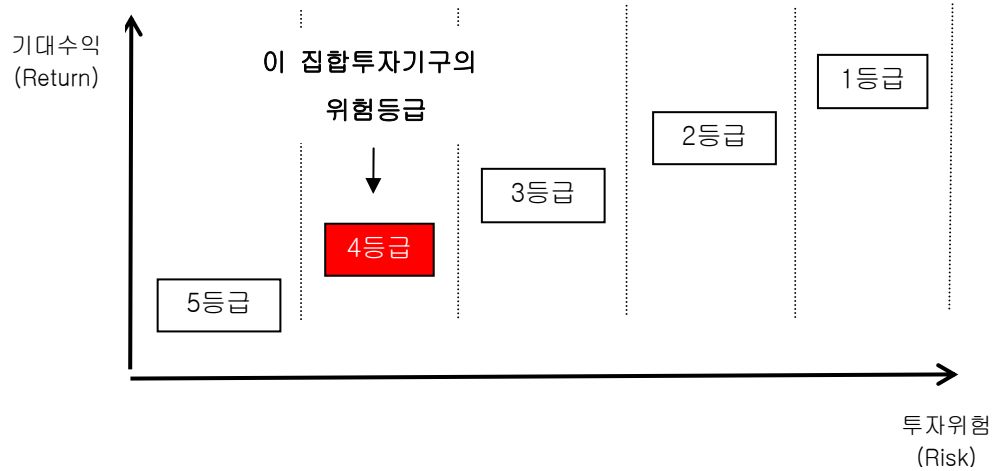 기대수익
(Return)
이 집합투자기구의
위험등급
1등급
2등급
3등급
4등급
5등급
투자위험
(Risk)